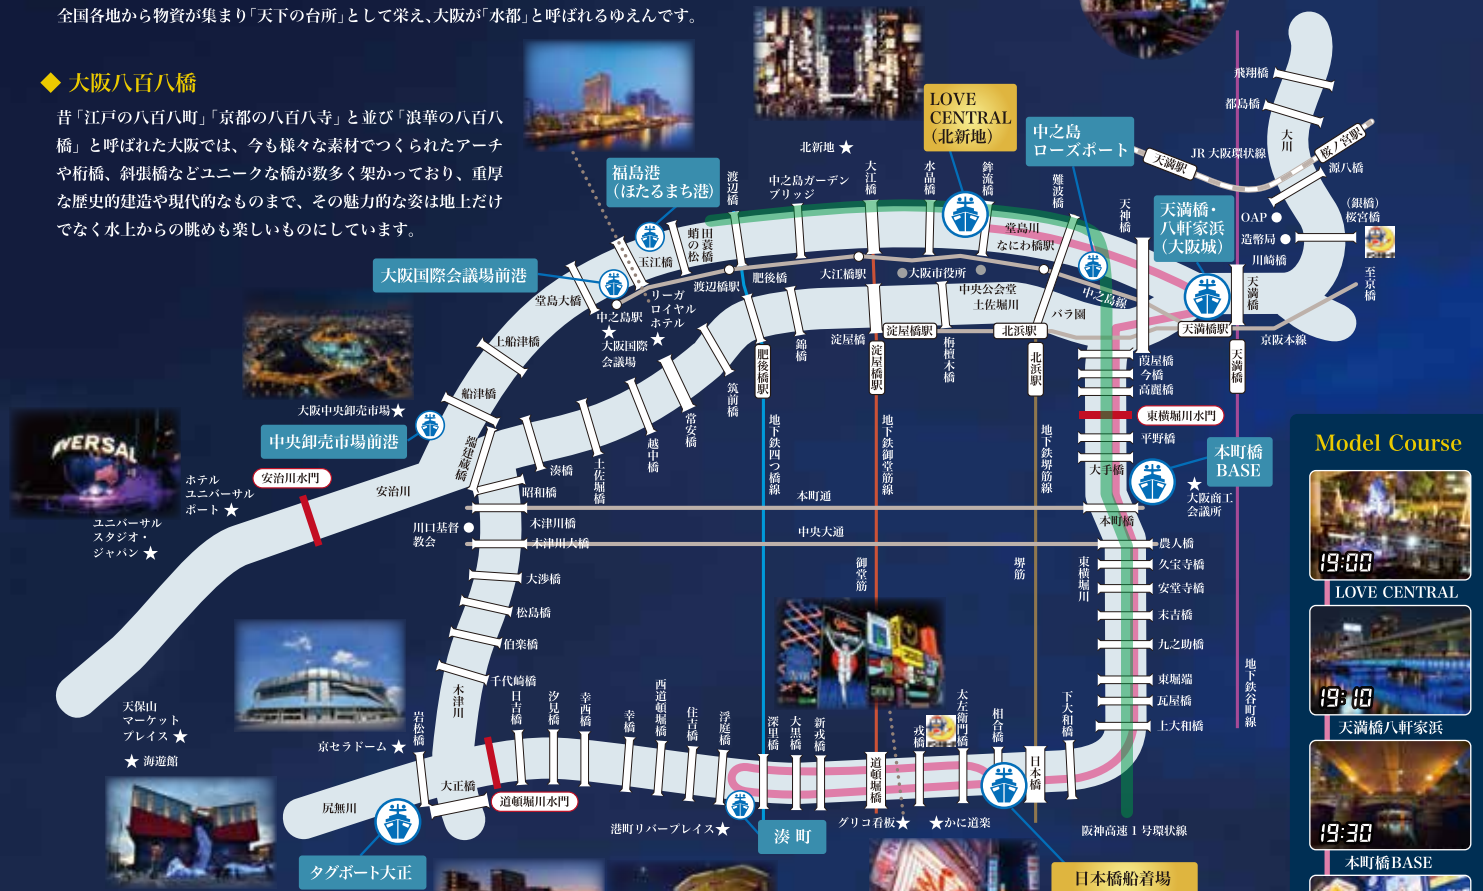 全国各地から物資が集まり「天下の台所」として栄え、大阪が「水都」と呼ばれるゆえんです。
◆ 大阪八百八橋
昔「江戸の八百八町」「京都の八百八寺」と並び「浪華の八百八
橋」と呼ばれた大阪では、今も様々な素材でつくられたアーチ
や桁橋、斜張橋などユニークな橋が数多く架かっており、重厚
な歴史的建造や現代的なものまで、その魅力的な姿は地上だけ
でなく水上からの眺めも楽しいものにしています。
飛翔橋
都島橋
大川
桜ノ宮駅
源八橋
JR大阪環状線
天満駅
LOVE
CENTRAL
(北新地)
中之島
ローズポート
北新地★
福島港
(ほたるまち港)
渡辺橋
中之島ガーデン
ブリッジ
大江橋
水晶橋
鉾流橋
難波橋
天神橋
天満橋・
八軒家浜
(大阪城)
OAP
(銀橋)
桜宮橋
造幣局
川崎橋
至京橋
大阪国際会議場前港
玉江橋
蛸の松
田蓑橋
堂島川
なにわ橋駅
渡辺橋駅
肥後橋
大江橋駅
大阪市役所
中央公会堂
土佐堀川
中之島線
バラ園
天満橋
堂島大橋
中之島駅
リーガ
ロイヤル
ホテル
★
大阪国際
会議場
★
上船津橋
船津橋
端建蔵橋
大阪中央卸売市場★
中央卸売市場前港
淀屋橋
淀屋橋駅
栴檀木橋
北浜駅
天満橋駅
京阪本線
錦橋
肥後橋駅
淀屋橋駅
北浜駅
天満橋
筑前橋
常安橋
越中橋
土佐堀橋
湊橋
昭和橋
葭屋橋
今橋
高麗橋
東横堀川水門
平野橋
大手橋
本町橋
BASE
★
大阪商工
会議所
本町橋
地下鉄四つ橋線
地下鉄御堂筋線
地下鉄堺筋線
UNIVERSAL
ホテル
ユニバーサル
ポート★
安治川水門
安治川
ユニバーサル
スタジオ・
ジャパン★
川口基督
教会
木津川橋
木津川大橋
本町通
中央大通
農人橋
久宝寺橋
安堂寺橋
末吉橋
九之助橋
東堀端
瓦屋橋
上大和橋
東横堀川
御堂筋
堺筋
地下鉄谷町線
大渉橋
松島橋
伯楽橋
千代崎橋
木津川
天保山
マーケット
プレイス★
★海遊館
京セラドーム★
岩松橋
日吉橋
汐見橋
幸西橋
幸橋
西道頓堀橋
住吉橋
浮庭橋
深里橋
大黒橋
新戎橋
道頓堀橋
戎橋
太左衛門橋
相合橋
日本橋
下大和橋
大正橋
尻無川
道頓堀川水門
港町リバープレイス★
湊町
グリコ看板★
★かに道楽
阪神高速1号環状線
タグボート大正
日本橋船着場
Model Course
19:00
LOVE CENTRAL
19:10
天満橋八軒家浜
19:30
本町橋BASE